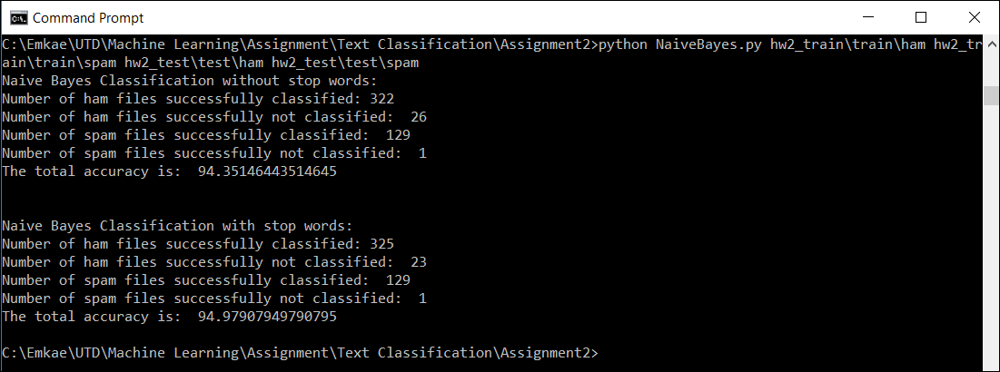 Command Prompt
C:\Emkae\UTD\Machine Learning\Assignment\Text Classification\Assignment2>python NaiveBayes.py hw2_train\train\ham hw2_tr
ain\train\spam hw2_test\test\ham hw2_test\test\spam
Naive Bayes Classification without stop words:
Number of ham files successfully classified: 322
Number of ham files successfully not classified:  26
Number of spam files successfully classified:  129
Number of spam files successfully not classified:  1
The total accuracy is:  94.35146443514645
Naive Bayes Classification with stop words:
Number of ham files successfully classified: 325
Number of ham files successfully not classified:  23
Number of spam files successfully classified:  129
Number of spam files successfully not classified:  1
The total accuracy is:  94.97907949790795
C:\Emkae\UTD\Machine Learning\Assignment\Text Classification\Assignment2>